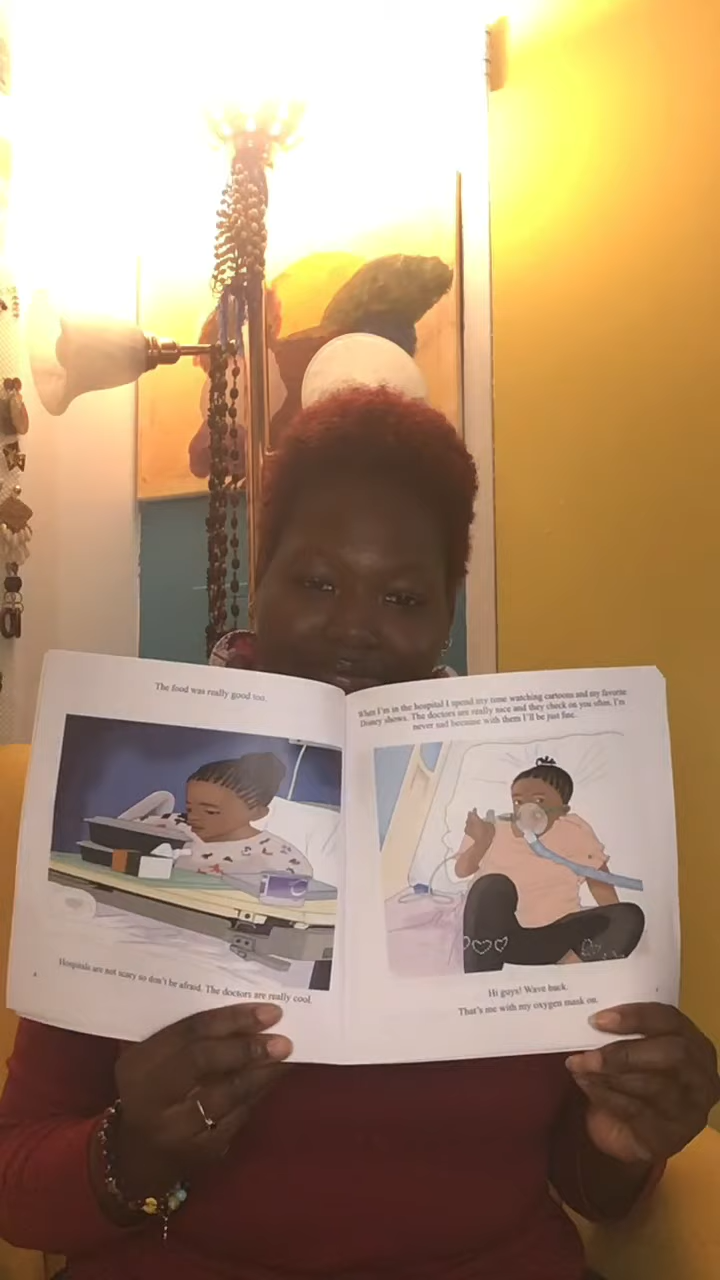 The food was really good too.
Hospitals are not scary so don't be afraid. The doctors are really cool.
When I'm in the hospital I spend my time watching cartoons and my favorite
Disney shows. The doctors are really nice and they check on you often. I'm
never sad because with them I'll be just fine.
Hi guys! Wave back.
That's me with my oxygen mask on.